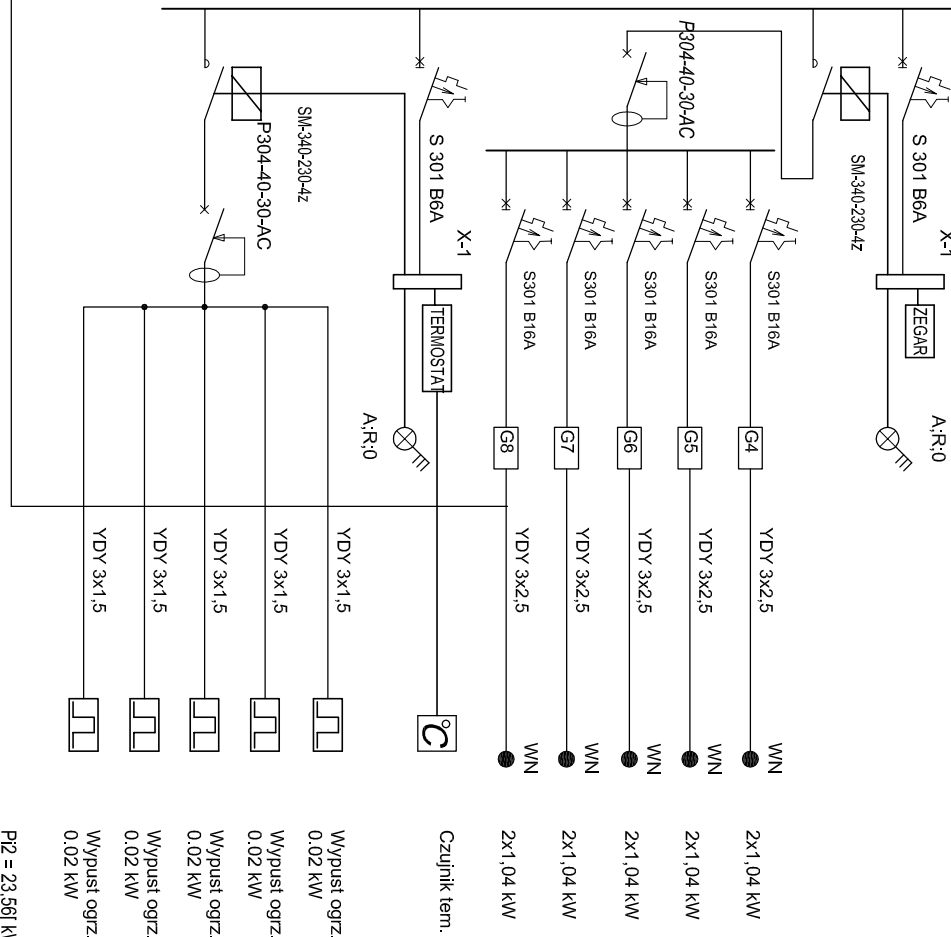 P304-40-30-AC
SM-340-230-4z
P304-40-30-AC
S 301 B6A
SM-340-230-4z
S 301 B6A
X-1
X-1
S301 B16A
S301 B16A
S301 B16A
S301 B16A
S301 B16A
TERMOSTAT
ZEGAR
A;R;0
A;R;0
G8
G7
G6
G5
G4
YDY 3x1,5
YDY 3x1,5
YDY 3x1,5
YDY 3x1,5
YDY 3x1,5
YDY 3x2,5
YDY 3x2,5
YDY 3x2,5
YDY 3x2,5
YDY 3x2,5
°C
WN
WN
WN
WN
WN
2x1,04 kW
2x1,04 kW
2x1,04 kW
2x1,04 kW
2x1,04 kW
Czujnik tem.
Wypust ogrz.
0.02 kW
Wypust ogrz.
0.02 kW
Wypust ogrz.
0.02 kW
Wypust ogrz.
0.02 kW
Wypust ogrz.
0.02 kW
Pi2 = 23,56[